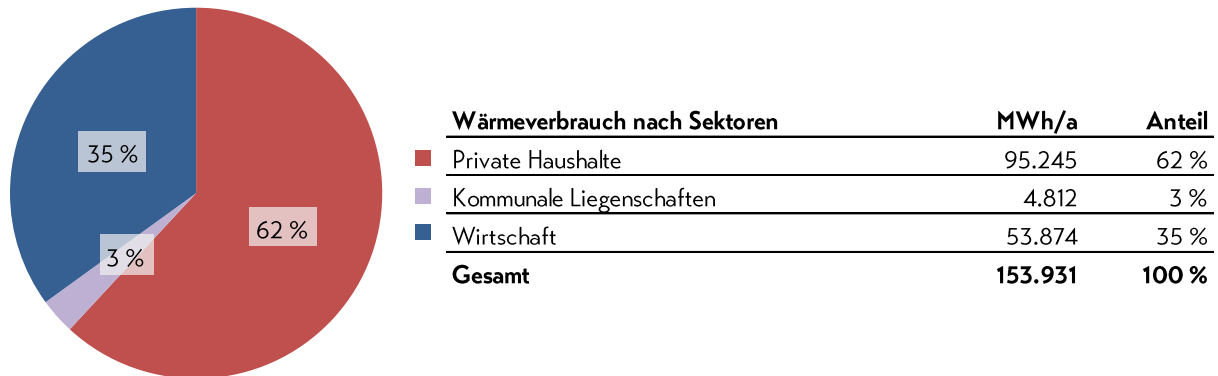 35 %
62 %
3 %
Wärmeverbrauch nach Sektoren MWh/a Anteil
Private Haushalte 95.245 62 %
Kommunale Liegenschaften 4.812 3 %
Wirtschaft 53.874 35 %
Gesamt 153.931 100 %